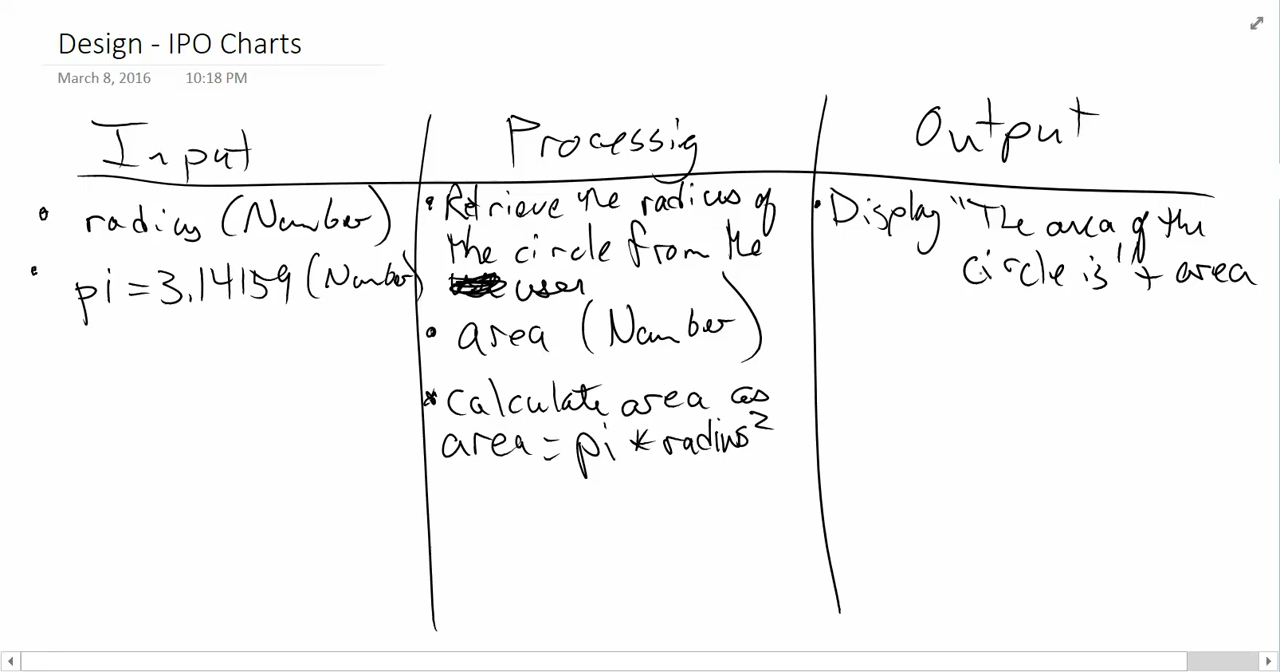 Design - IPO Charts
March 8, 2016 10:18 PM
Input
• radius (Number)
• pi = 3.14159 (Number)
Processig
• Retrieve the radius of
the circle from the
user
• area (Number)
• Calculate area as
area = pi * radius²
Output
• Display "The area of the
circle is" + area